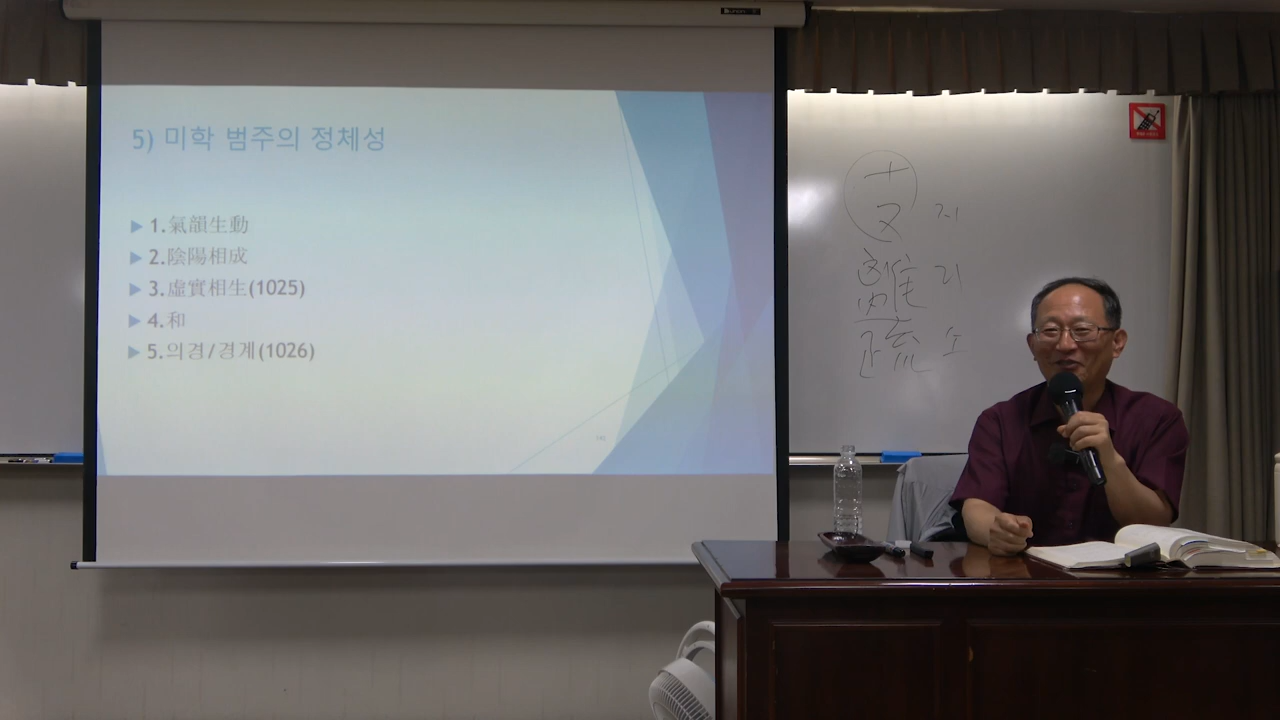 5) 미학 범주의 정체성
▶ 1.氣韻生動
▶ 2.陰陽相成
▶ 3.虛實相生(1025)
▶ 4.和
▶ 5.의경/경계(1026)
十
又 지
離 리
疏 소